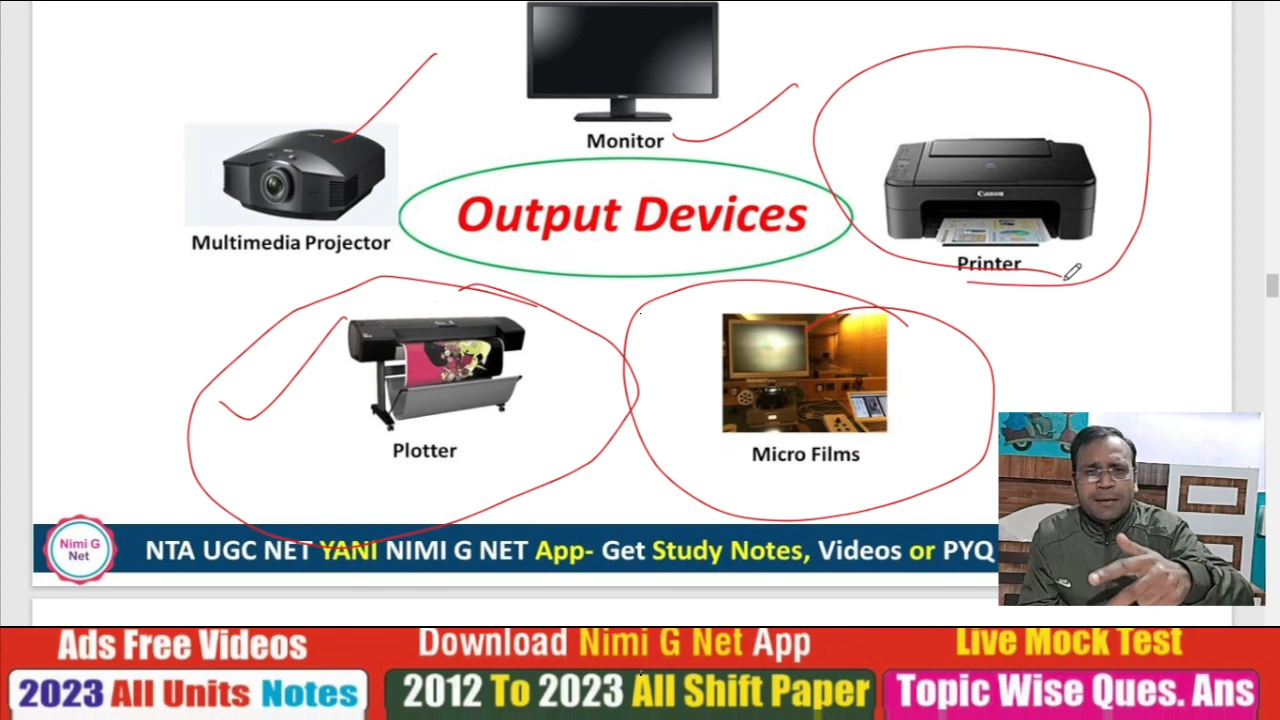 Monitor
Canon
Multimedia Projector
Output Devices
Printer
Plotter
Micro Films
Nimi G
Net
NTA UGC NET YANI NIMI G NET App- Get Study Notes, Videos or PYQ
Ads Free Videos
Download Nimi G Net App
Live Mock Test
2023 All Units Notes
2012 To 2023 All Shift Paper
Topic Wise Ques. Ans